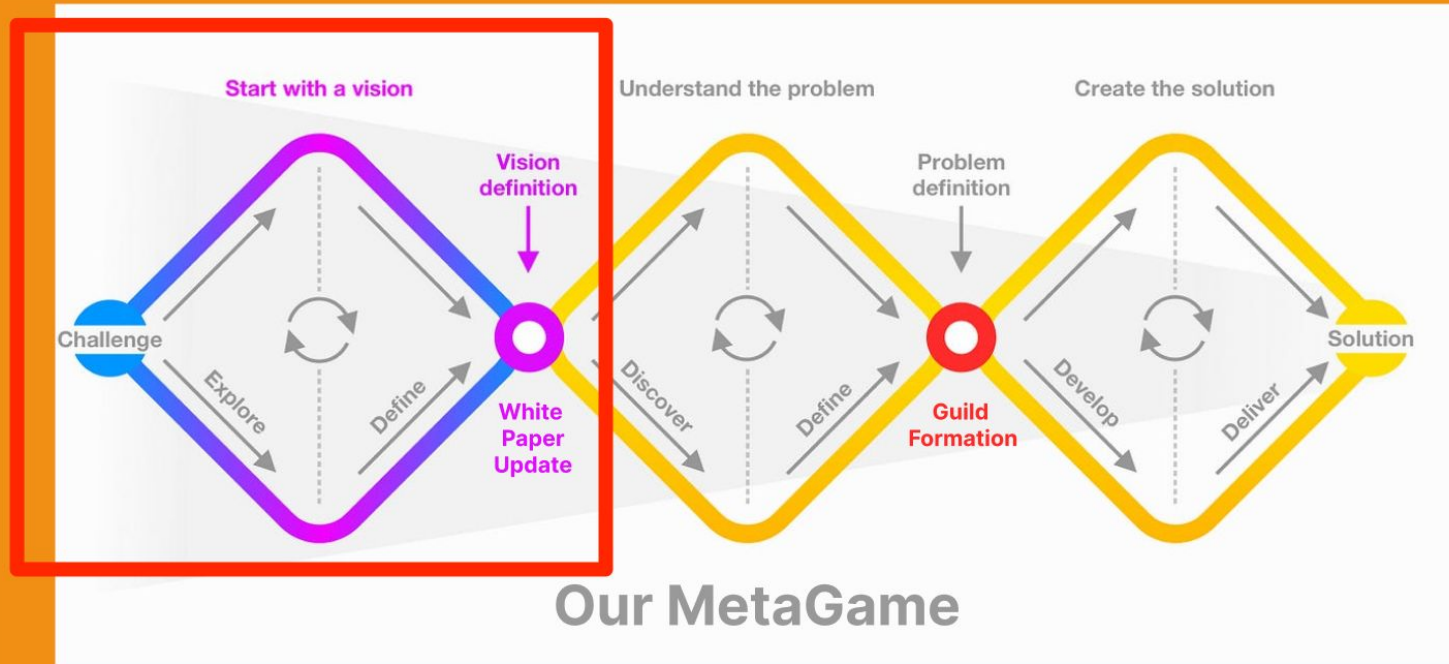 Start with a vision
Understand the problem
Create the solution
Vision
definition
Problem
definition
Challenge
Explore
Define
White
Paper
Update
Discover
Define
Guild
Formation
Develop
Deliver
Solution
Our MetaGame